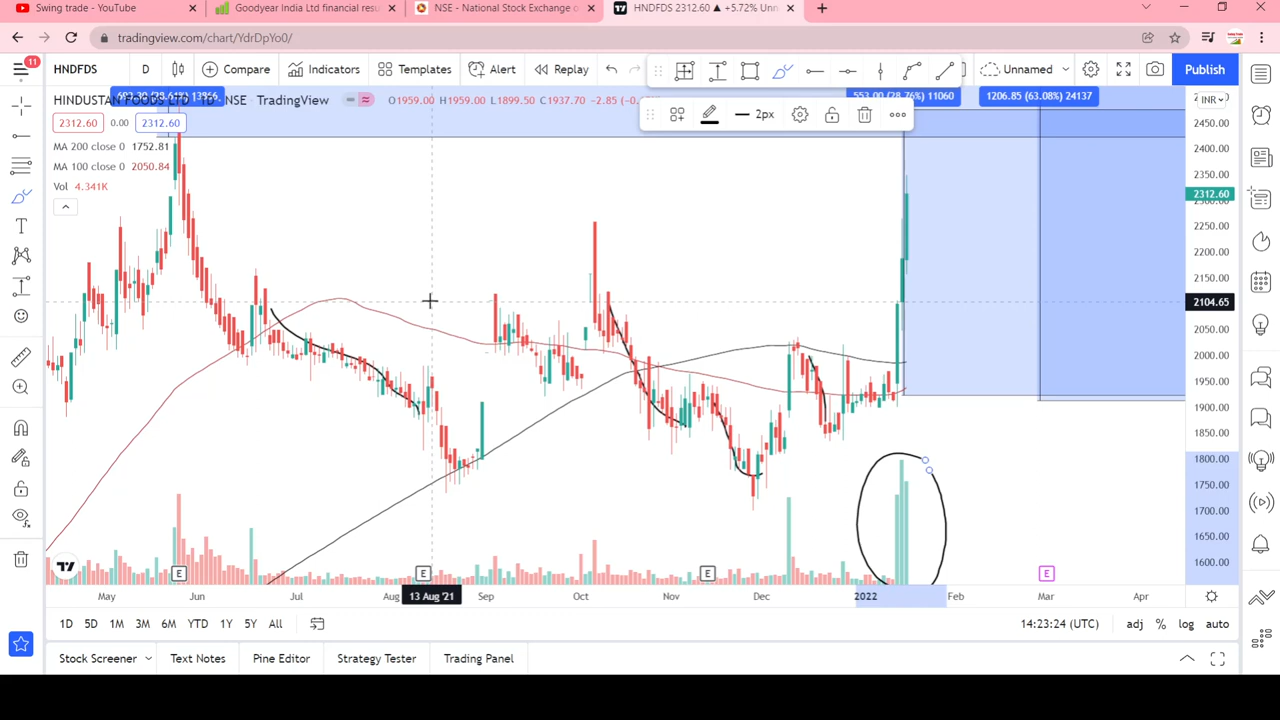 Swing trade - YouTube
Goodyear India Ltd financial resu
NSE - National Stock Exchange o
HNDFDS 2312.60 ▲ +5.72% Unn
tradingview.com/chart/YdrDpYo0/
11
HNDFDS
D
Compare
Indicators
Templates
Alert
Replay
Unnamed
Publish
HINDUSTAN FOODS LTD · 1D · NSE TradingView
O1959.00 H1959.00 L1899.50 C1937.70 -2.85
553.00 (28.76%) 11060
1206.85 (63.08%) 24137
INR
2px
2312.60
0.00
2312.60
MA 200 close 0 1752.81
MA 100 close 0 2050.84
Vol 4.341K
2450.00
2400.00
2350.00
2312.60
2300.00
2250.00
2200.00
2150.00
2104.65
2050.00
2000.00
1950.00
1900.00
1850.00
1800.00
1750.00
1700.00
1650.00
1600.00
E
E
E
E
May
Jun
Jul
Aug
13 Aug '21
Sep
Oct
Nov
Dec
2022
Feb
Mar
Apr
1D
5D
1M
3M
6M
YTD
1Y
5Y
All
14:23:24 (UTC)
adj
%
log
auto
Stock Screener
Text Notes
Pine Editor
Strategy Tester
Trading Panel